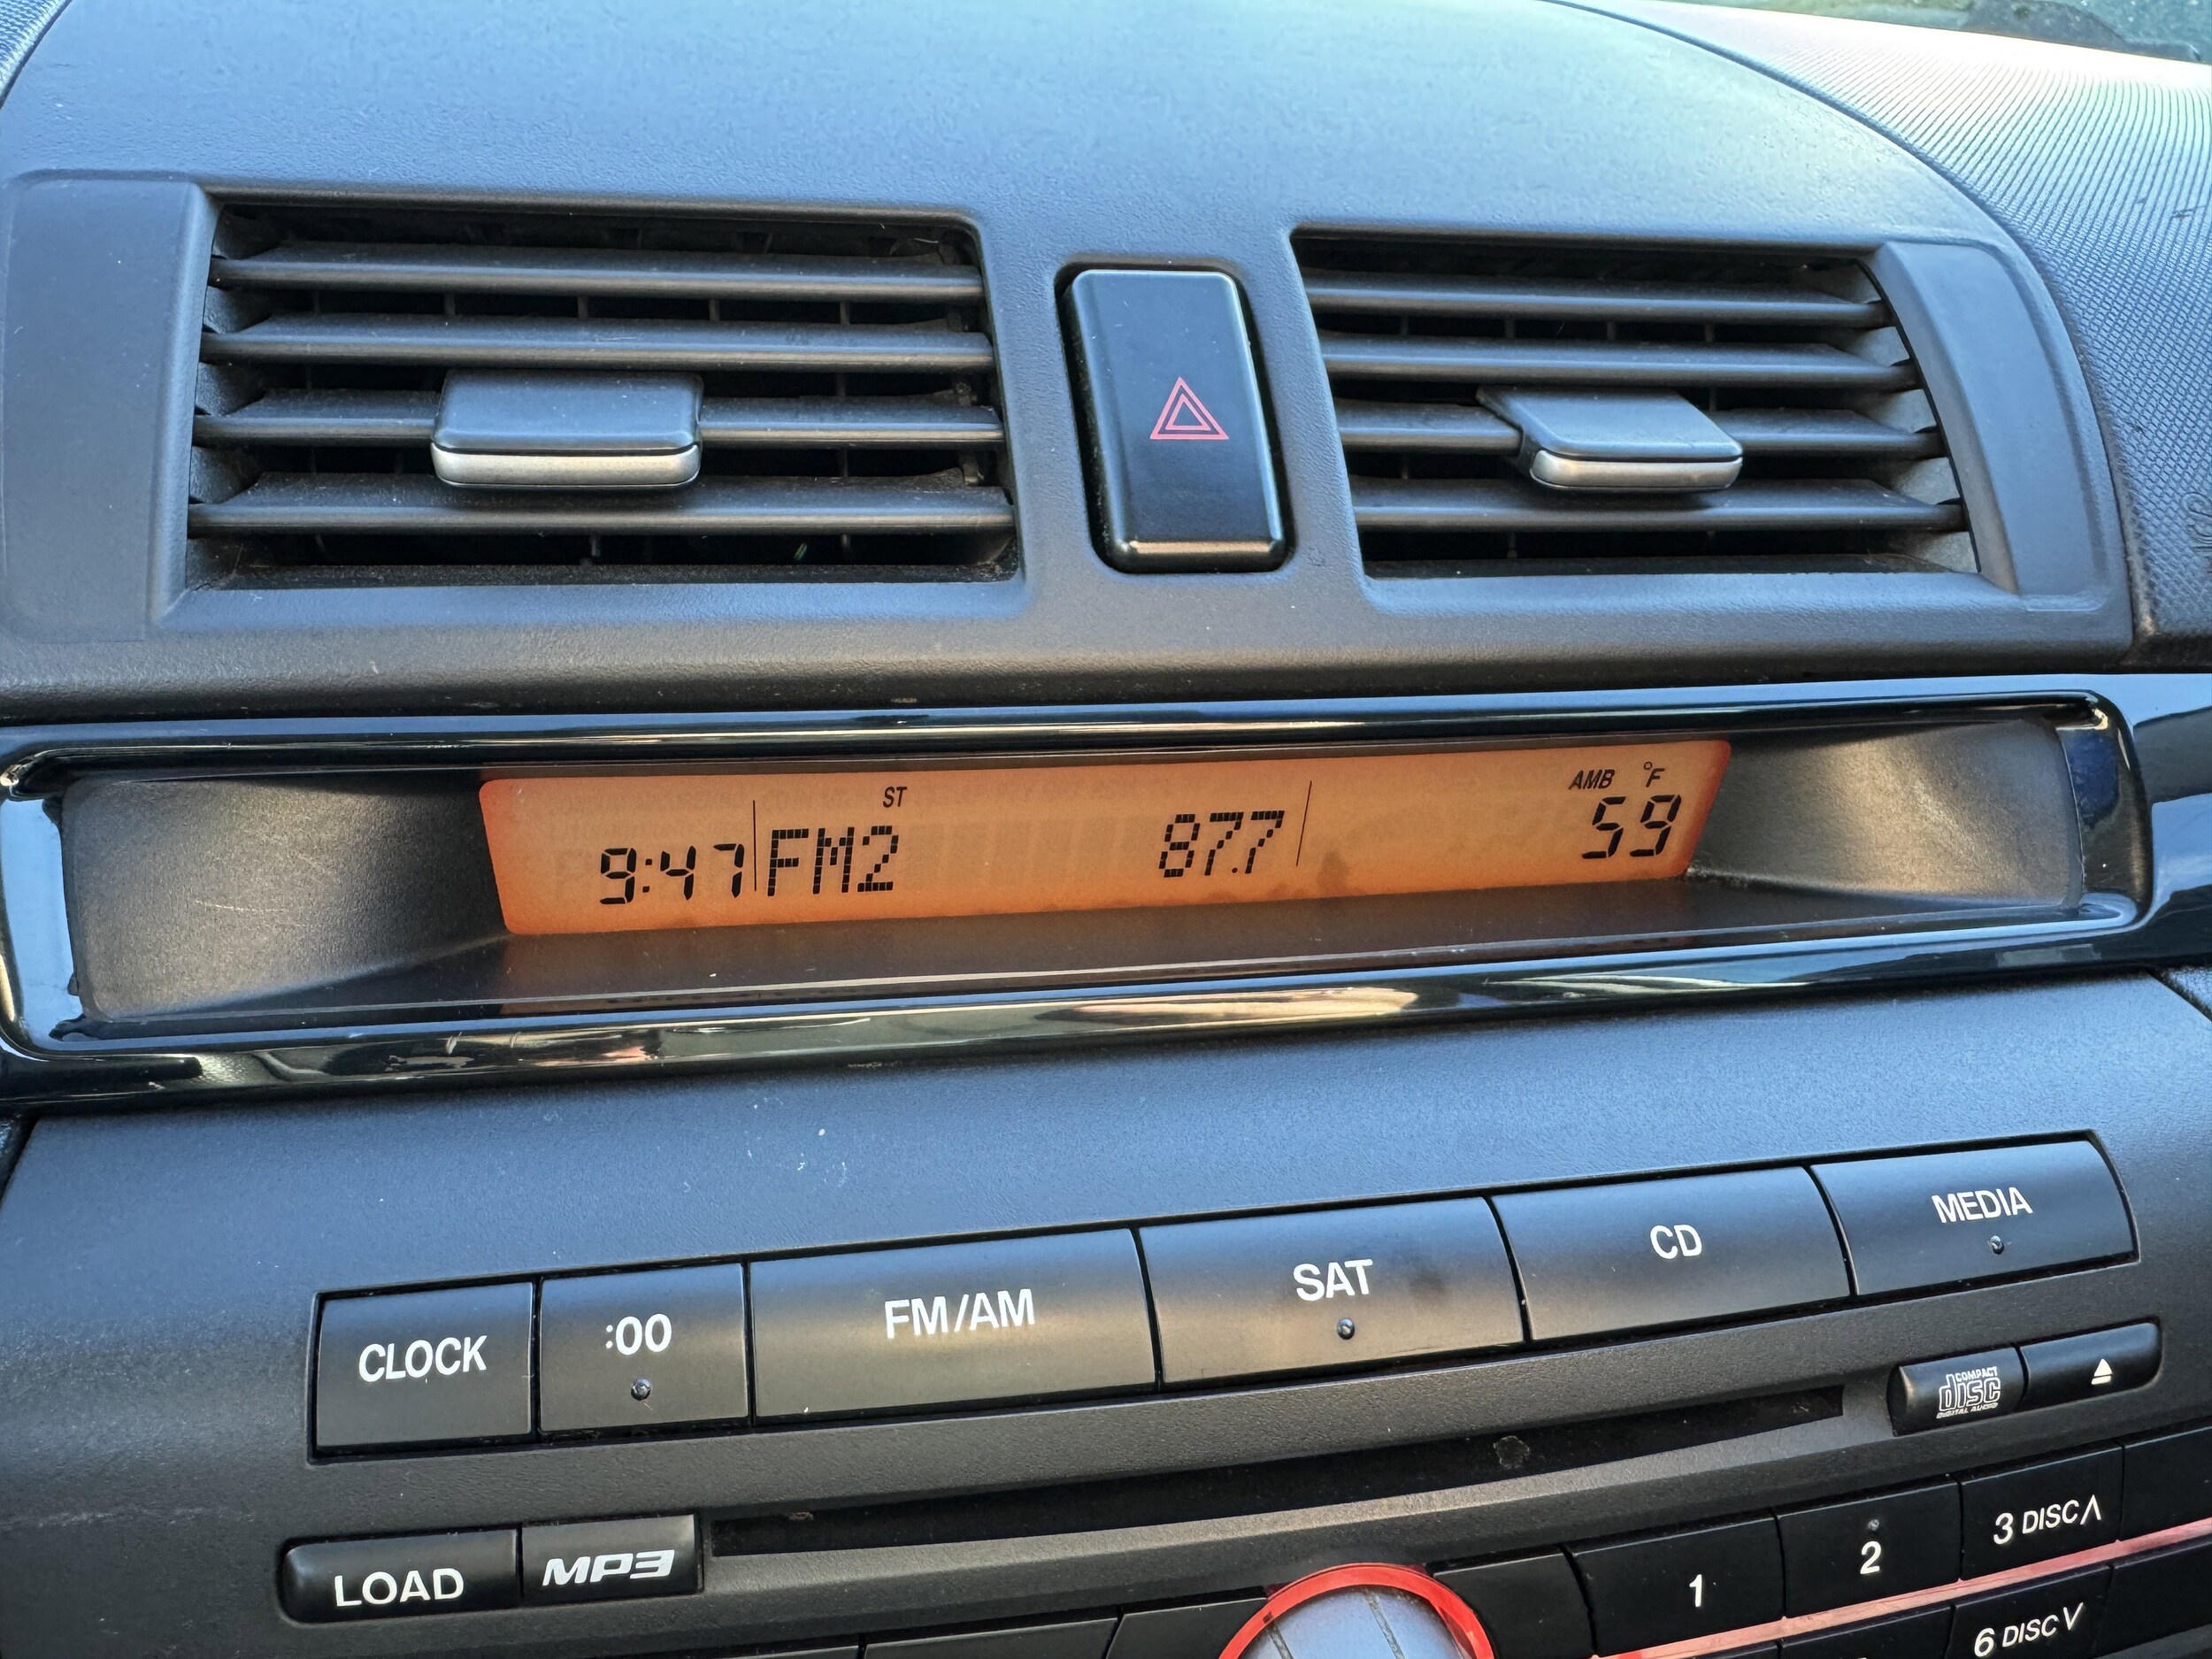 ST AMB °F
9:47 FM2 87.7 59
CLOCK :00 FM/AM SAT CD MEDIA
COMPACT
disc
DIGITAL AUDIO
LOAD MP3
1 2 3 DISC ∧
6 DISC ∨